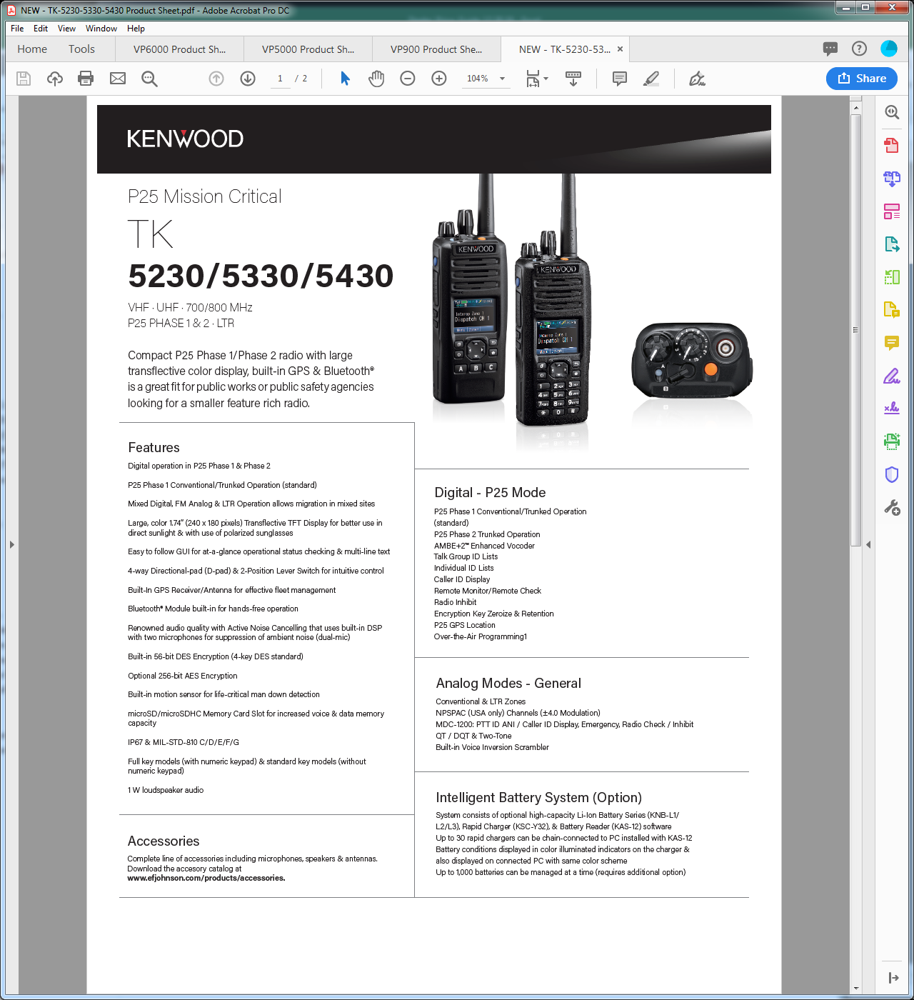 NEW - TK-5230-5330-5430 Product Sheet.pdf - Adobe Acrobat Pro DC
File Edit View Window Help
Home Tools VP6000 Product Sh... VP5000 Product Sh... VP900 Product She... NEW - TK-5230-53... ×
1 / 2 104% Share
KENWOOD
P25 Mission Critical
TK
5230/5330/5430
VHF · UHF · 700/800 MHz
P25 PHASE 1 & 2 · LTR
Compact P25 Phase 1/Phase 2 radio with large
transflective color display, built-in GPS & Bluetooth®
is a great fit for public works or public safety agencies
looking for a smaller feature rich radio.
KENWOOD
Interop Zone 1
Dispatch CH 1
Menu
A B C
KENWOOD
Interop Zone 1
Dispatch CH 1
Menu
A
B
Features
Digital operation in P25 Phase 1 & Phase 2
P25 Phase 1 Conventional/Trunked Operation (standard)
Mixed Digital, FM Analog & LTR Operation allows migration in mixed sites
Large, color 1.74" (240 x 180 pixels) Transflective TFT Display for better use in
direct sunlight & with use of polarized sunglasses
Easy to follow GUI for at-a-glance operational status checking & multi-line text
4-way Directional-pad (D-pad) & 2-Position Lever Switch for intuitive control
Built-In GPS Receiver/Antenna for effective fleet management
Bluetooth® Module built-in for hands-free operation
Renowned audio quality with Active Noise Cancelling that uses built-in DSP
with two microphones for suppression of ambient noise (dual-mic)
Built-in 56-bit DES Encryption (4-key DES standard)
Optional 256-bit AES Encryption
Built-in motion sensor for life-critical man down detection
microSD/microSDHC Memory Card Slot for increased voice & data memory
capacity
IP67 & MIL-STD-810 C/D/E/F/G
Full key models (with numeric keypad) & standard key models (without
numeric keypad)
1 W loudspeaker audio
Accessories
Complete line of accessories including microphones, speakers & antennas.
Download the accesory catalog at
www.efjohnson.com/products/accessories.
Digital - P25 Mode
P25 Phase 1 Conventional/Trunked Operation
(standard)
P25 Phase 2 Trunked Operation
AMBE+2™ Enhanced Vocoder
Talk Group ID Lists
Individual ID Lists
Caller ID Display
Remote Monitor/Remote Check
Radio Inhibit
Encryption Key Zeroize & Retention
P25 GPS Location
Over-the-Air Programming1
Analog Modes - General
Conventional & LTR Zones
NPSPAC (USA only) Channels (±4.0 Modulation)
MDC-1200: PTT ID ANI / Caller ID Display, Emergency, Radio Check / Inhibit
QT / DQT & Two-Tone
Built-in Voice Inversion Scrambler
Intelligent Battery System (Option)
System consists of optional high-capacity Li-Ion Battery Series (KNB-L1/
L2/L3), Rapid Charger (KSC-Y32), & Battery Reader (KAS-12) software
Up to 30 rapid chargers can be chain-connected to PC installed with KAS-12
Battery conditions displayed in color illuminated indicators on the charger &
also displayed on connected PC with same color scheme
Up to 1,000 batteries can be managed at a time (requires additional option)